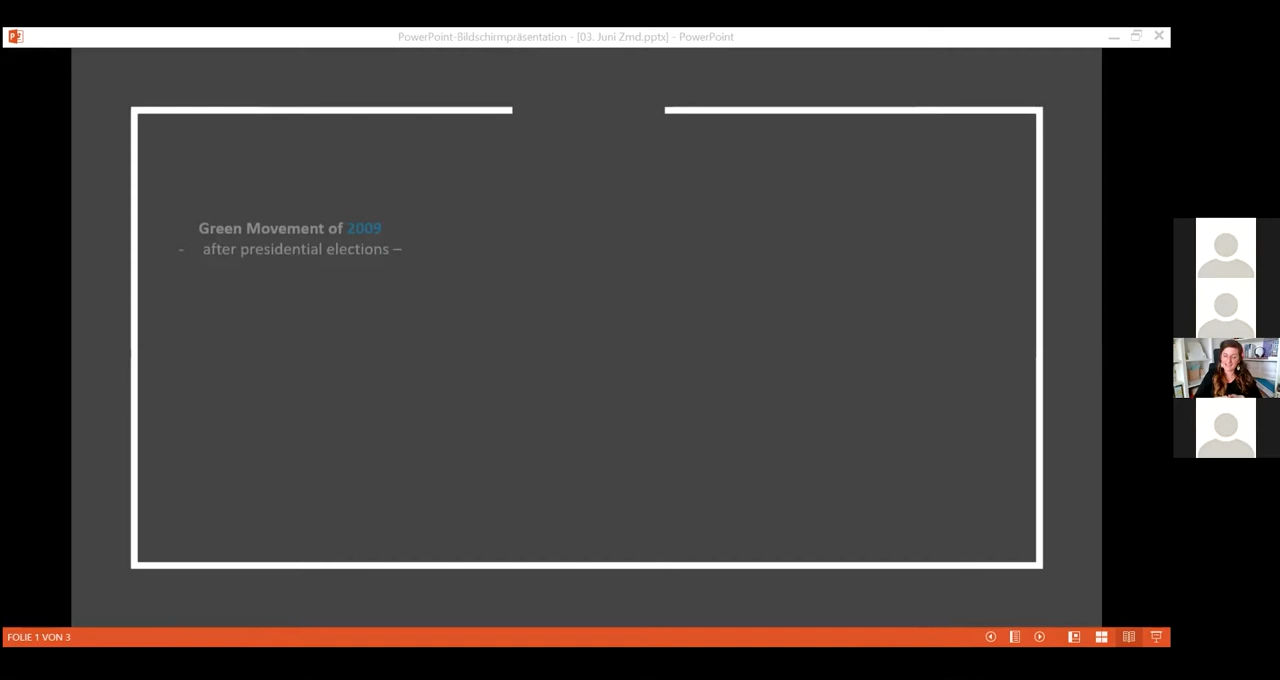 PowerPoint-Bildschirmpräsentation - [03. Juni Zmd.pptx] - PowerPoint
Green Movement of 2009
- after presidential elections –
FOLIE 1 VON 3